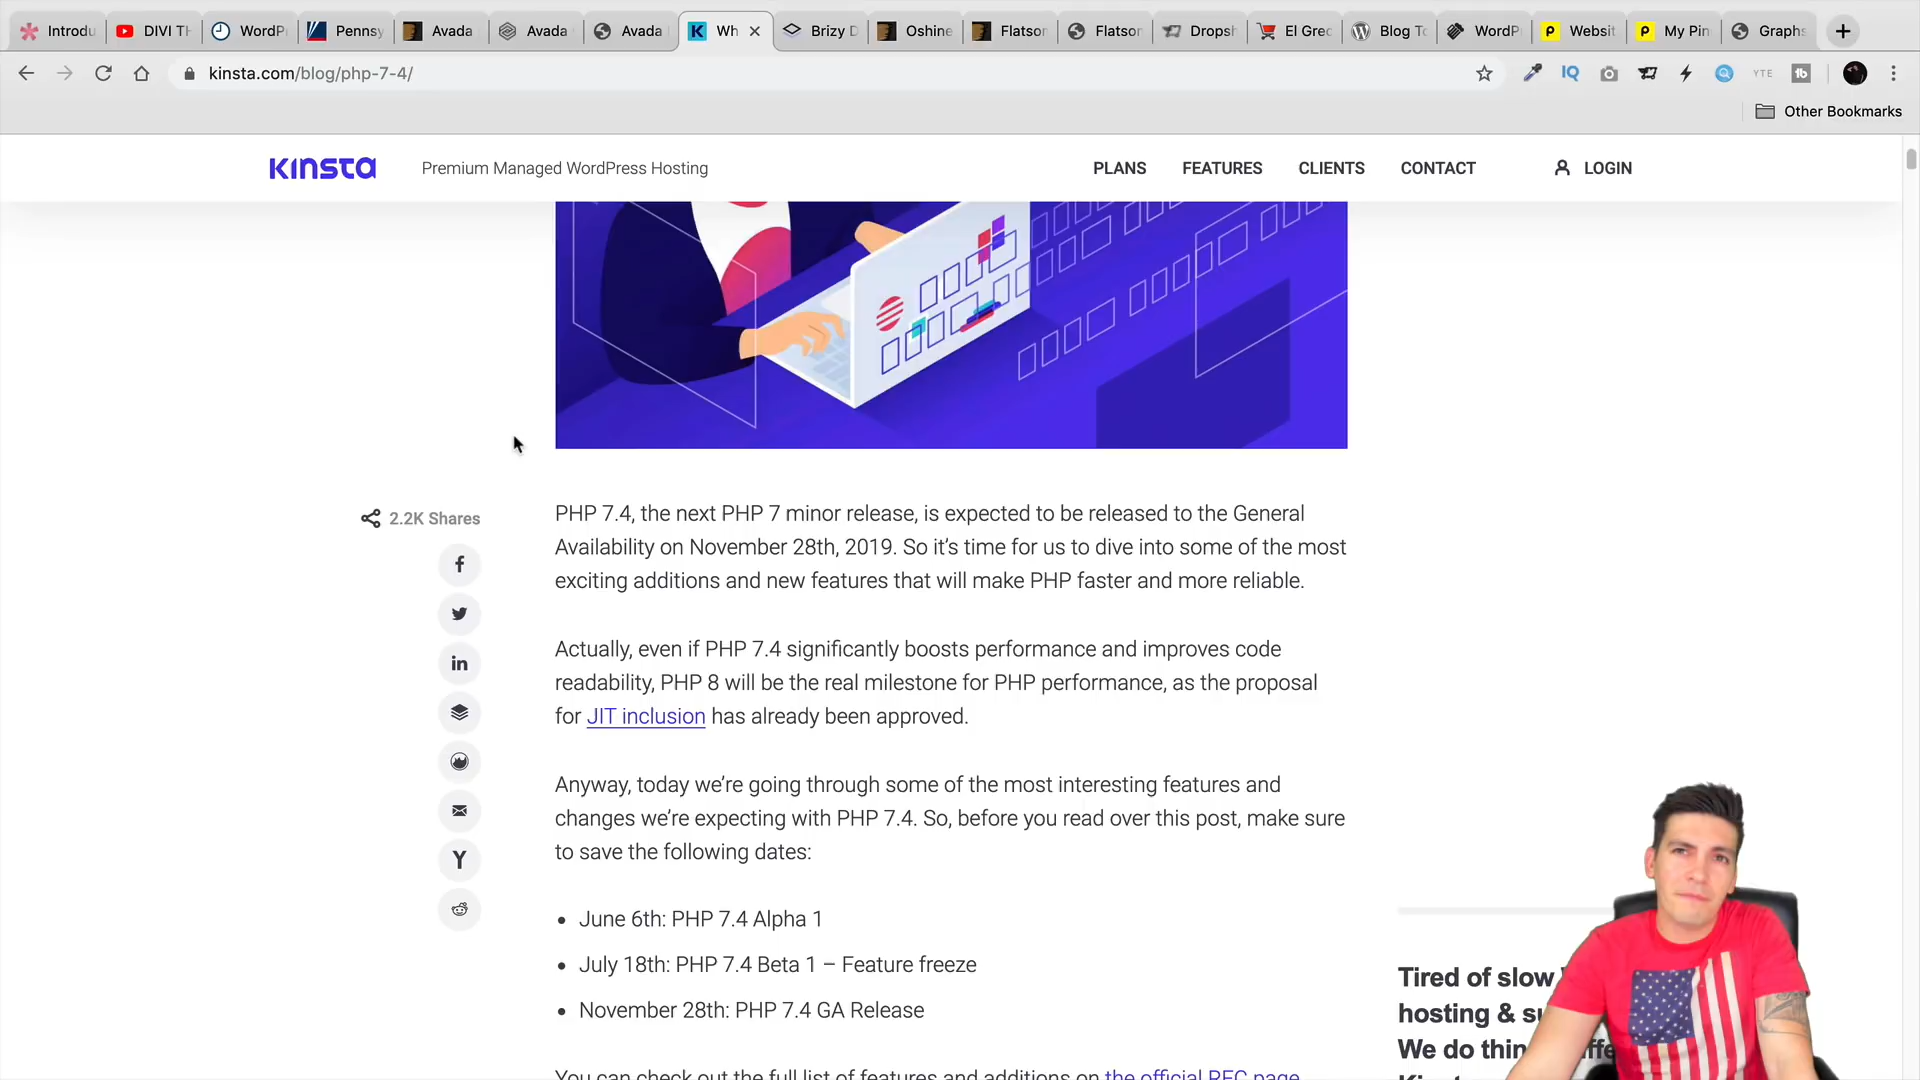 Introdu
DIVI TH
WordPr
Pennsy
Avada
Avada
Avada
Wh
Brizy D
Oshine
Flatsor
Flatsor
Dropsh
El Grec
Blog To
WordPr
Websit
My Pin
Graphs
kinsta.com/blog/php-7-4/
IQ
YTE
Other Bookmarks
KINSTA
Premium Managed WordPress Hosting
PLANS
FEATURES
CLIENTS
CONTACT
LOGIN
2.2K Shares
PHP 7.4, the next PHP 7 minor release, is expected to be released to the General
Availability on November 28th, 2019. So it's time for us to dive into some of the most
exciting additions and new features that will make PHP faster and more reliable.
Actually, even if PHP 7.4 significantly boosts performance and improves code
readability, PHP 8 will be the real milestone for PHP performance, as the proposal
for JIT inclusion has already been approved.
Anyway, today we're going through some of the most interesting features and
changes we're expecting with PHP 7.4. So, before you read over this post, make sure
to save the following dates:
• June 6th: PHP 7.4 Alpha 1
• July 18th: PHP 7.4 Beta 1 – Feature freeze
• November 28th: PHP 7.4 GA Release
Tired of slow
hosting & su
We do thin
You can check out the full list of features and additions on the official RFC page